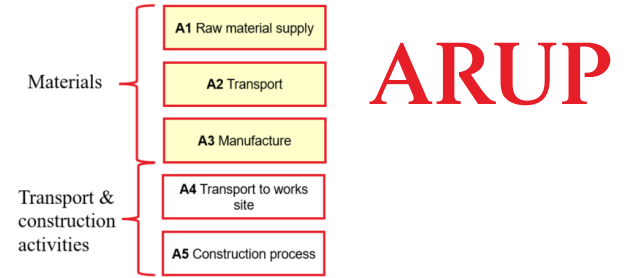 A1 Raw material supply
Materials
A2 Transport
A3 Manufacture
Transport &
construction
activities
A4 Transport to works
site
A5 Construction process
ARUP